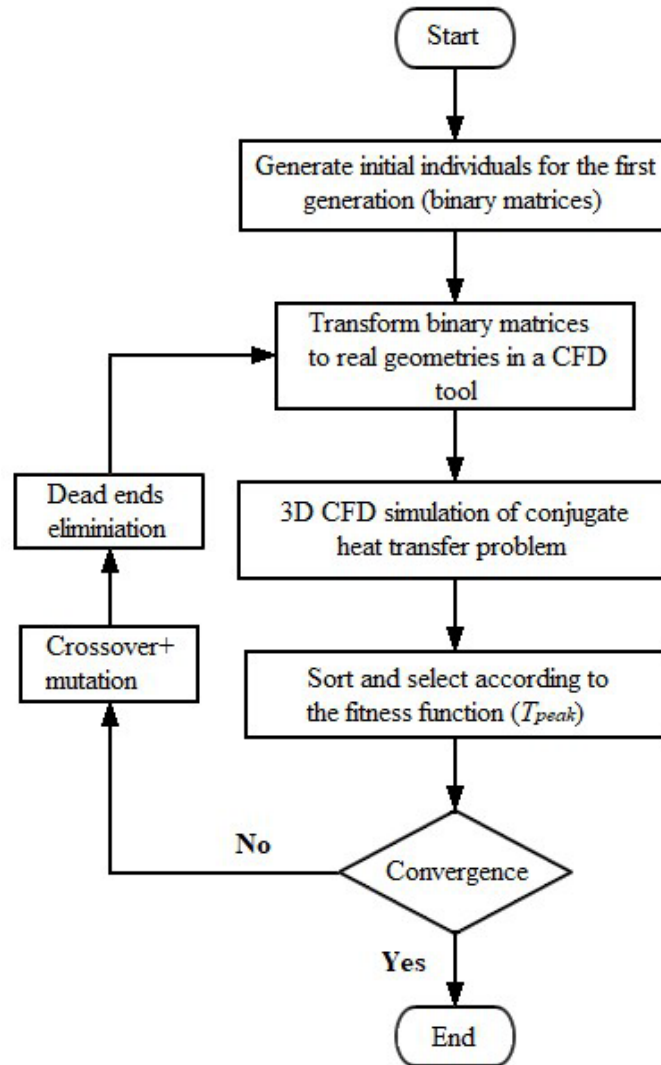 Start
Generate initial individuals for the first
generation (binary matrices)
Transform binary matrices
to real geometries in a CFD
tool
3D CFD simulation of conjugate
heat transfer problem
Sort and select according to
the fitness function (Tpeak)
Convergence
No
Crossover+
mutation
Dead ends
eliminiation
Yes
End